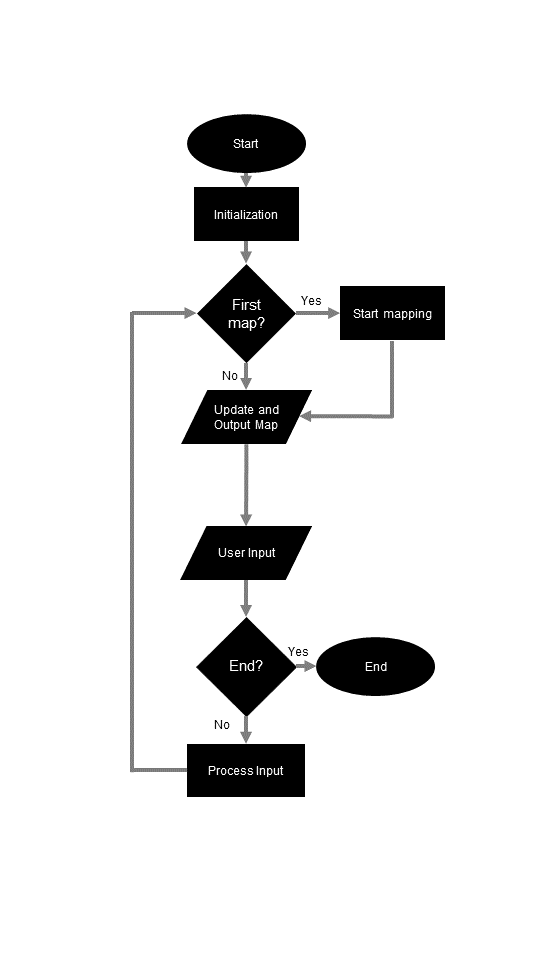 Start
Initialization
First
map?
Yes
Start mapping
No
Update and
Output Map
User Input
End?
Yes
End
No
Process Input